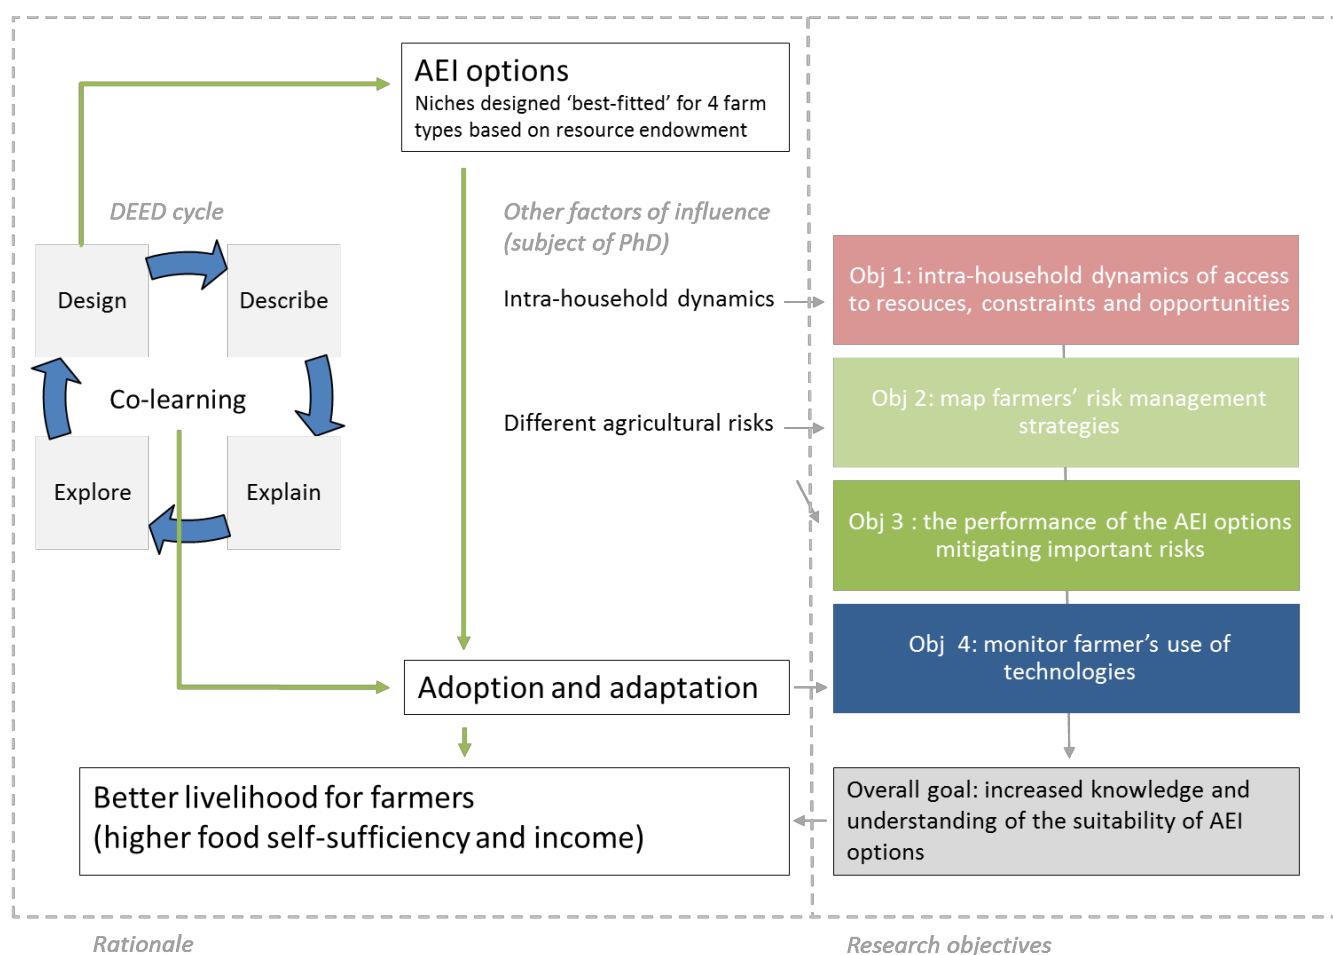 AEI options
Niches designed ‘best-fitted’ for 4 farm
types based on resource endowment
DEED cycle
Design
Describe
Co-learning
Explore
Explain
Other factors of influence
(subject of PhD)
Intra-household dynamics
Different agricultural risks
Adoption and adaptation
Better livelihood for farmers
(higher food self-sufficiency and income)
Rationale
Obj 1: intra-household dynamics of access
to resouces, constraints and opportunities
Obj 2: map farmers’ risk management
strategies
Obj 3 : the performance of the AEI options
mitigating important risks
Obj 4: monitor farmer’s use of
technologies
Overall goal: increased knowledge and
understanding of the suitability of AEI
options
Research objectives